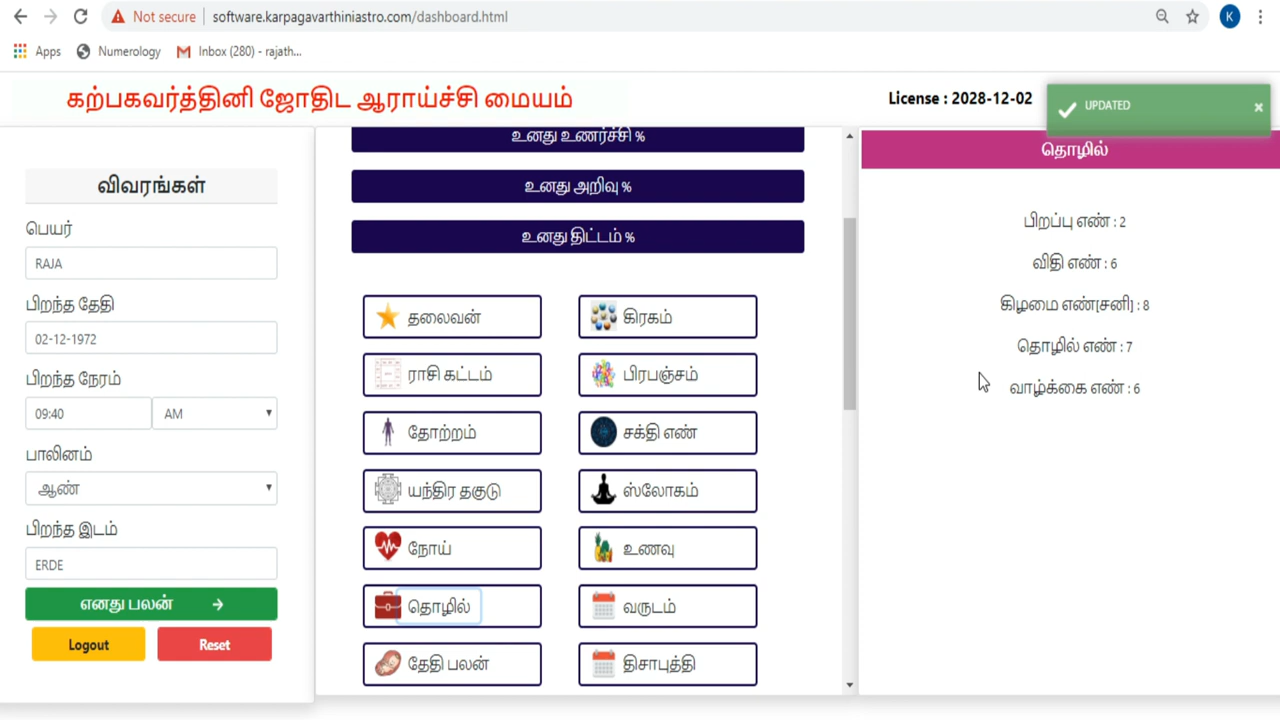 Not secure
software.karpagavarthiniastro.com/dashboard.html
K
Apps
Numerology
Inbox (280) - rajath...
கற்பகவர்த்தினி ஜோதிட ஆராய்ச்சி மையம்
License : 2028-12-02
UPDATED
×
விவரங்கள்
பெயர்
RAJA
பிறந்த தேதி
02-12-1972
பிறந்த நேரம்
09:40
AM
பாலினம்
ஆண்
பிறந்த இடம்
ERDE
எனது பலன்
Logout
Reset
உனது உணர்ச்சி %
உனது அறிவு %
உனது திட்டம் %
தலைவன்
கிரகம்
ராசி கட்டம்
பிரபஞ்சம்
தோற்றம்
சக்தி எண்
யந்திர தகுடு
ஸ்லோகம்
நோய்
உணவு
தொழில்
வருடம்
தேதி பலன்
திசாபுத்தி
தொழில்
பிறப்பு எண் : 2
விதி எண் : 6
கிழமை எண்[சனி] : 8
தொழில் எண் : 7
வாழ்க்கை எண் : 6